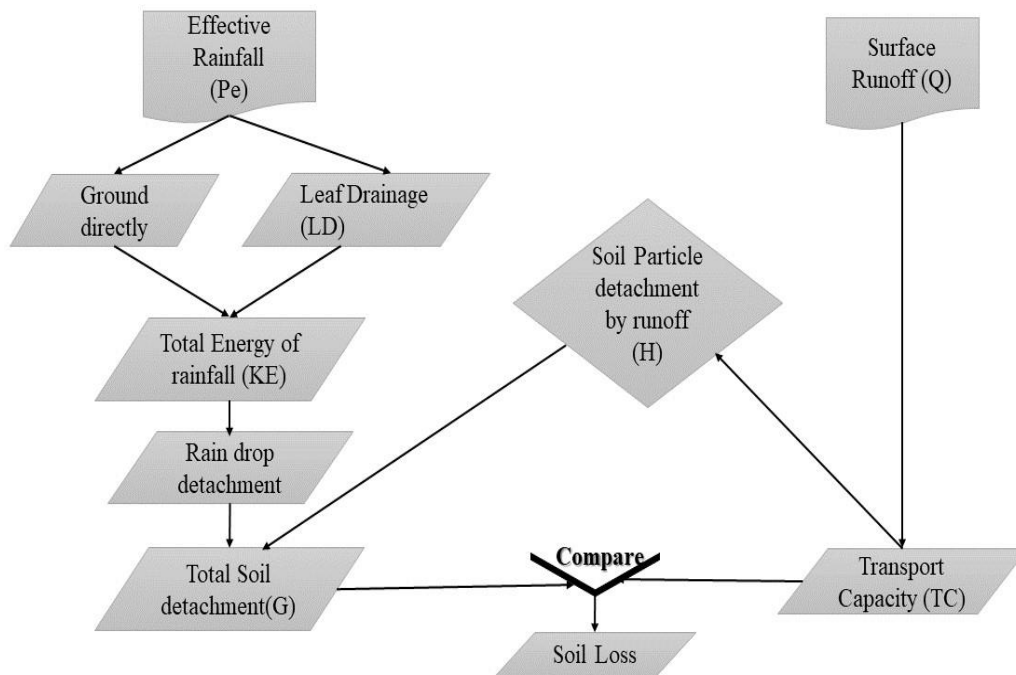 Effective
Rainfall
(Pe)
Surface
Runoff (Q)
Ground
directly
Leaf Drainage
(LD)
Soil Particle
detachment
by runoff
(H)
Total Energy of
rainfall (KE)
Rain drop
detachment
Total Soil
detachment(G)
Compare
Transport
Capacity (TC)
Soil Loss